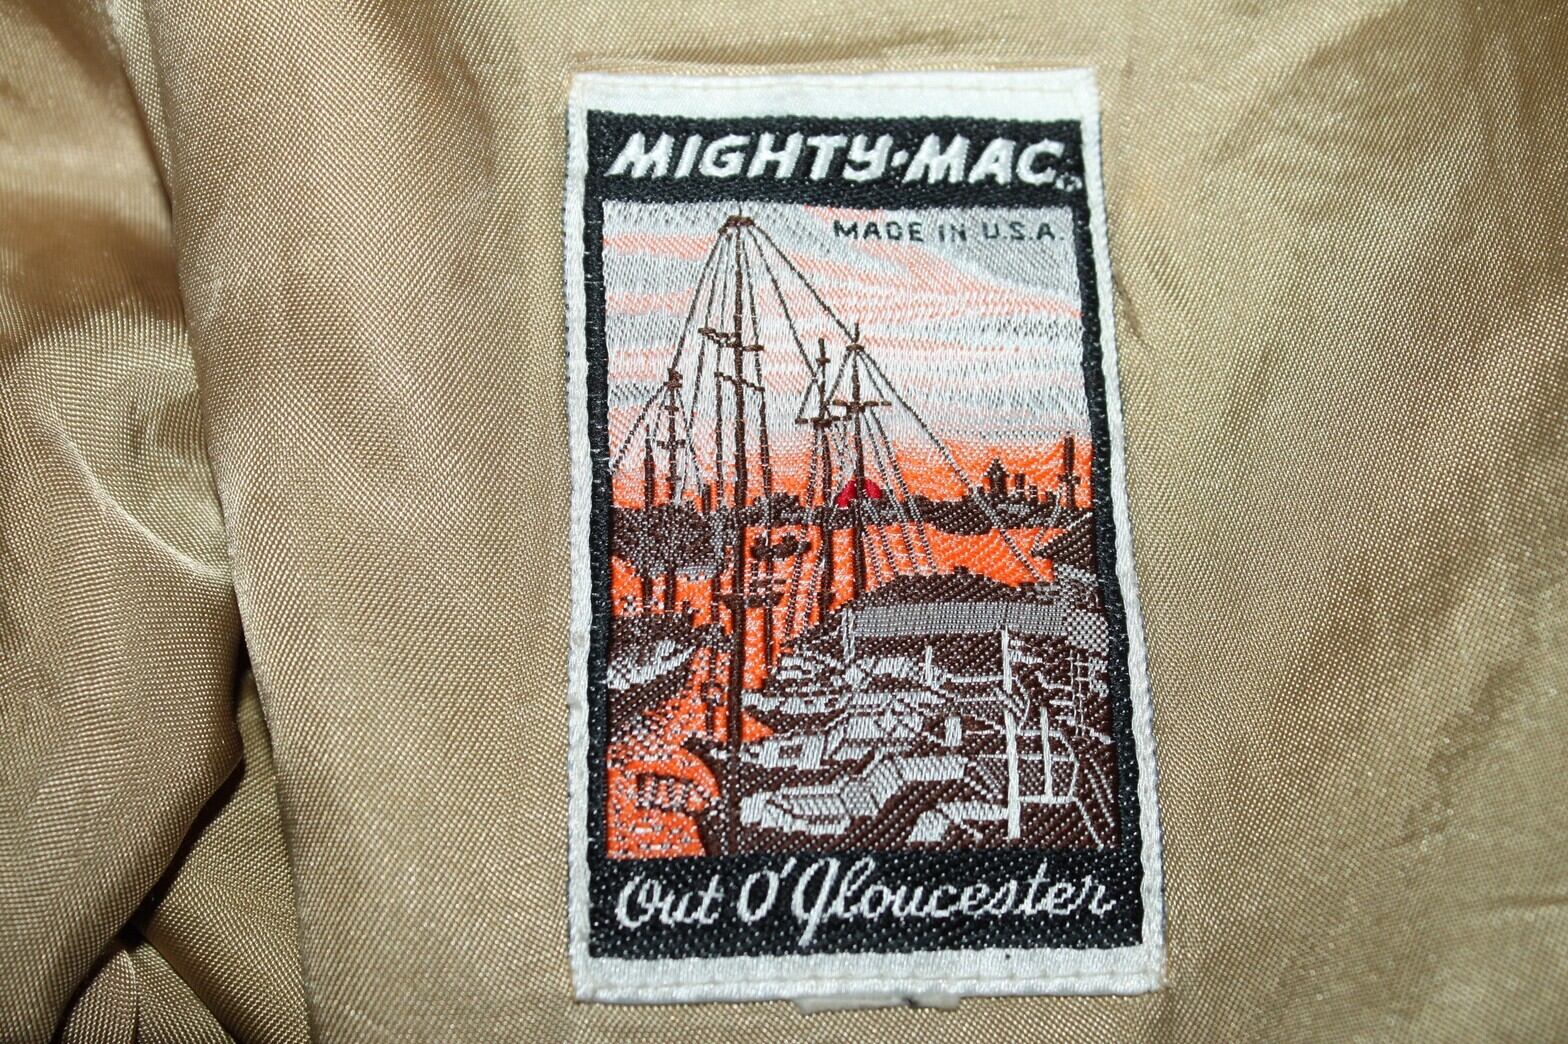 MIGHTY·MAC®
MADE IN U.S.A.
Out O' Gloucester